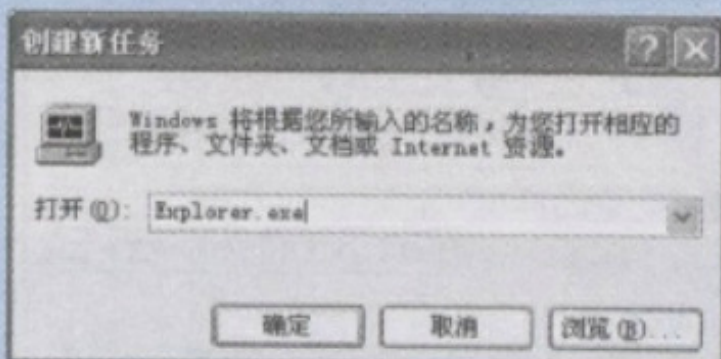 创建新任务
Windows 将根据您所输入的名称，为您打开相应的
程序、文件夹、文档或 Internet 资源。
打开(O): Explorer.exe
确定 取消 浏览(B)...